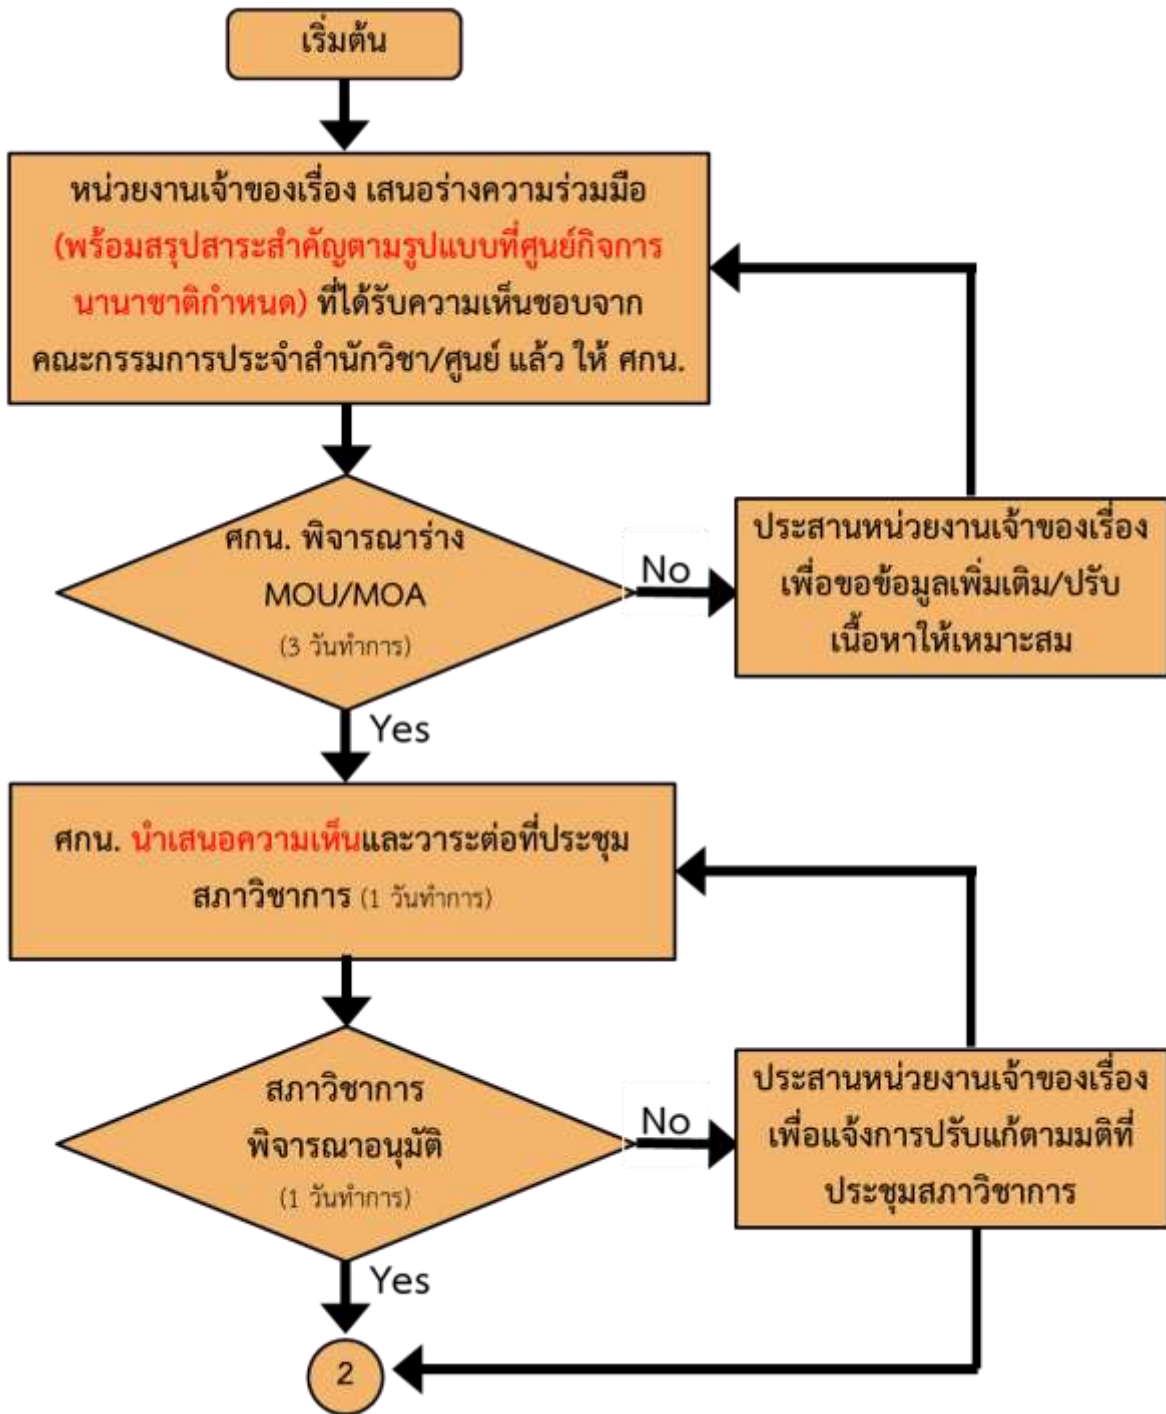 เริ่มต้น
หน่วยงานเจ้าของเรื่อง เสนอร่างความร่วมมือ
(พร้อมสรุปสาระสำคัญตามรูปแบบที่ศูนย์กิจการ
นานาชาติกำหนด) ที่ได้รับความเห็นชอบจาก
คณะกรรมการประจำสำนักวิชา/ศูนย์ แล้ว ให้ ศกน.
ศกน. พิจารณาร่าง
MOU/MOA
(3 วันทำการ)
No
ประสานหน่วยงานเจ้าของเรื่อง
เพื่อขอข้อมูลเพิ่มเติม/ปรับ
เนื้อหาให้เหมาะสม
Yes
ศกน. นำเสนอความเห็นและวาระต่อที่ประชุม
สภาวิชาการ (1 วันทำการ)
สภาวิชาการ
พิจารณาอนุมัติ
(1 วันทำการ)
No
ประสานหน่วยงานเจ้าของเรื่อง
เพื่อแจ้งการปรับแก้ตามมติที่
ประชุมสภาวิชาการ
Yes
2